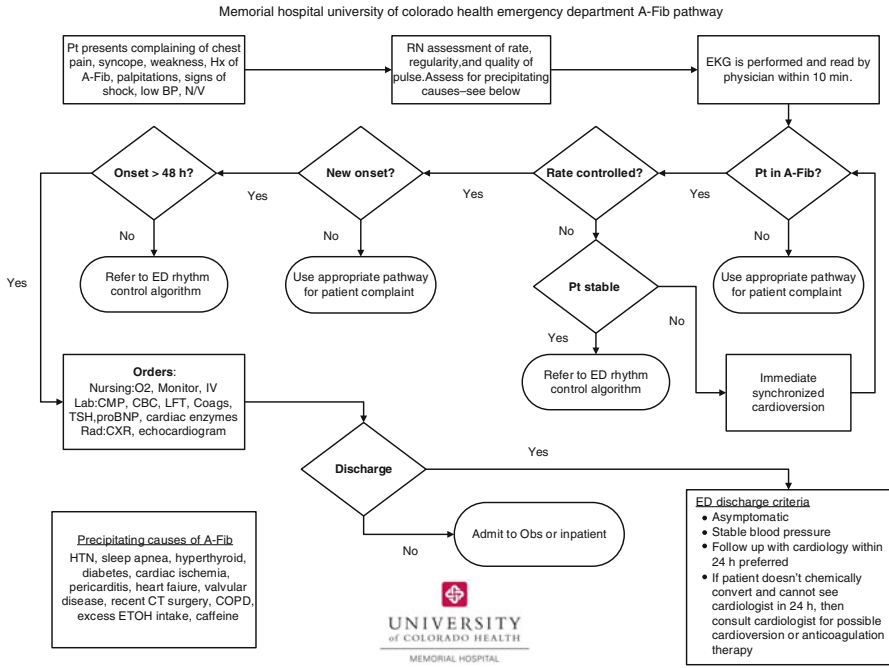 Memorial hospital university of colorado health emergency department A-Fib pathway
Pt presents complaining of chest
pain, syncope, weakness, Hx of
A-Fib, palpitations, signs of
shock, low BP, N/V
RN assessment of rate,
regularity,and quality of
pulse.Assess for precipitating
causes–see below
EKG is performed and read by
physician within 10 min.
Onset > 48 h?
Yes
New onset?
Yes
Rate controlled?
Yes
Pt in A-Fib?
No
No
No
No
Refer to ED rhythm
control algorithm
Use appropriate pathway
for patient complaint
Pt stable
Use appropriate pathway
for patient complaint
Yes
No
Yes
Refer to ED rhythm
control algorithm
Immediate
synchronized
cardioversion
Orders:
Nursing:O2, Monitor, IV
Lab:CMP, CBC, LFT, Coags,
TSH,proBNP, cardiac enzymes
Rad:CXR, echocardiogram
Discharge
Yes
No
Admit to Obs or inpatient
ED discharge criteria
• Asymptomatic
• Stable blood pressure
• Follow up with cardiology within
24 h preferred
• If patient doesn't chemically
convert and cannot see
cardiologist in 24 h, then
consult cardiologist for possible
cardioversion or anticoagulation
therapy
Precipitating causes of A-Fib
HTN, sleep apnea, hyperthyroid,
diabetes, cardiac ischemia,
pericarditis, heart faiure, valvular
disease, recent CT surgery, COPD,
excess ETOH intake, caffeine
UNIVERSITY
of COLORADO HEALTH
MEMORIAL HOSPITAL